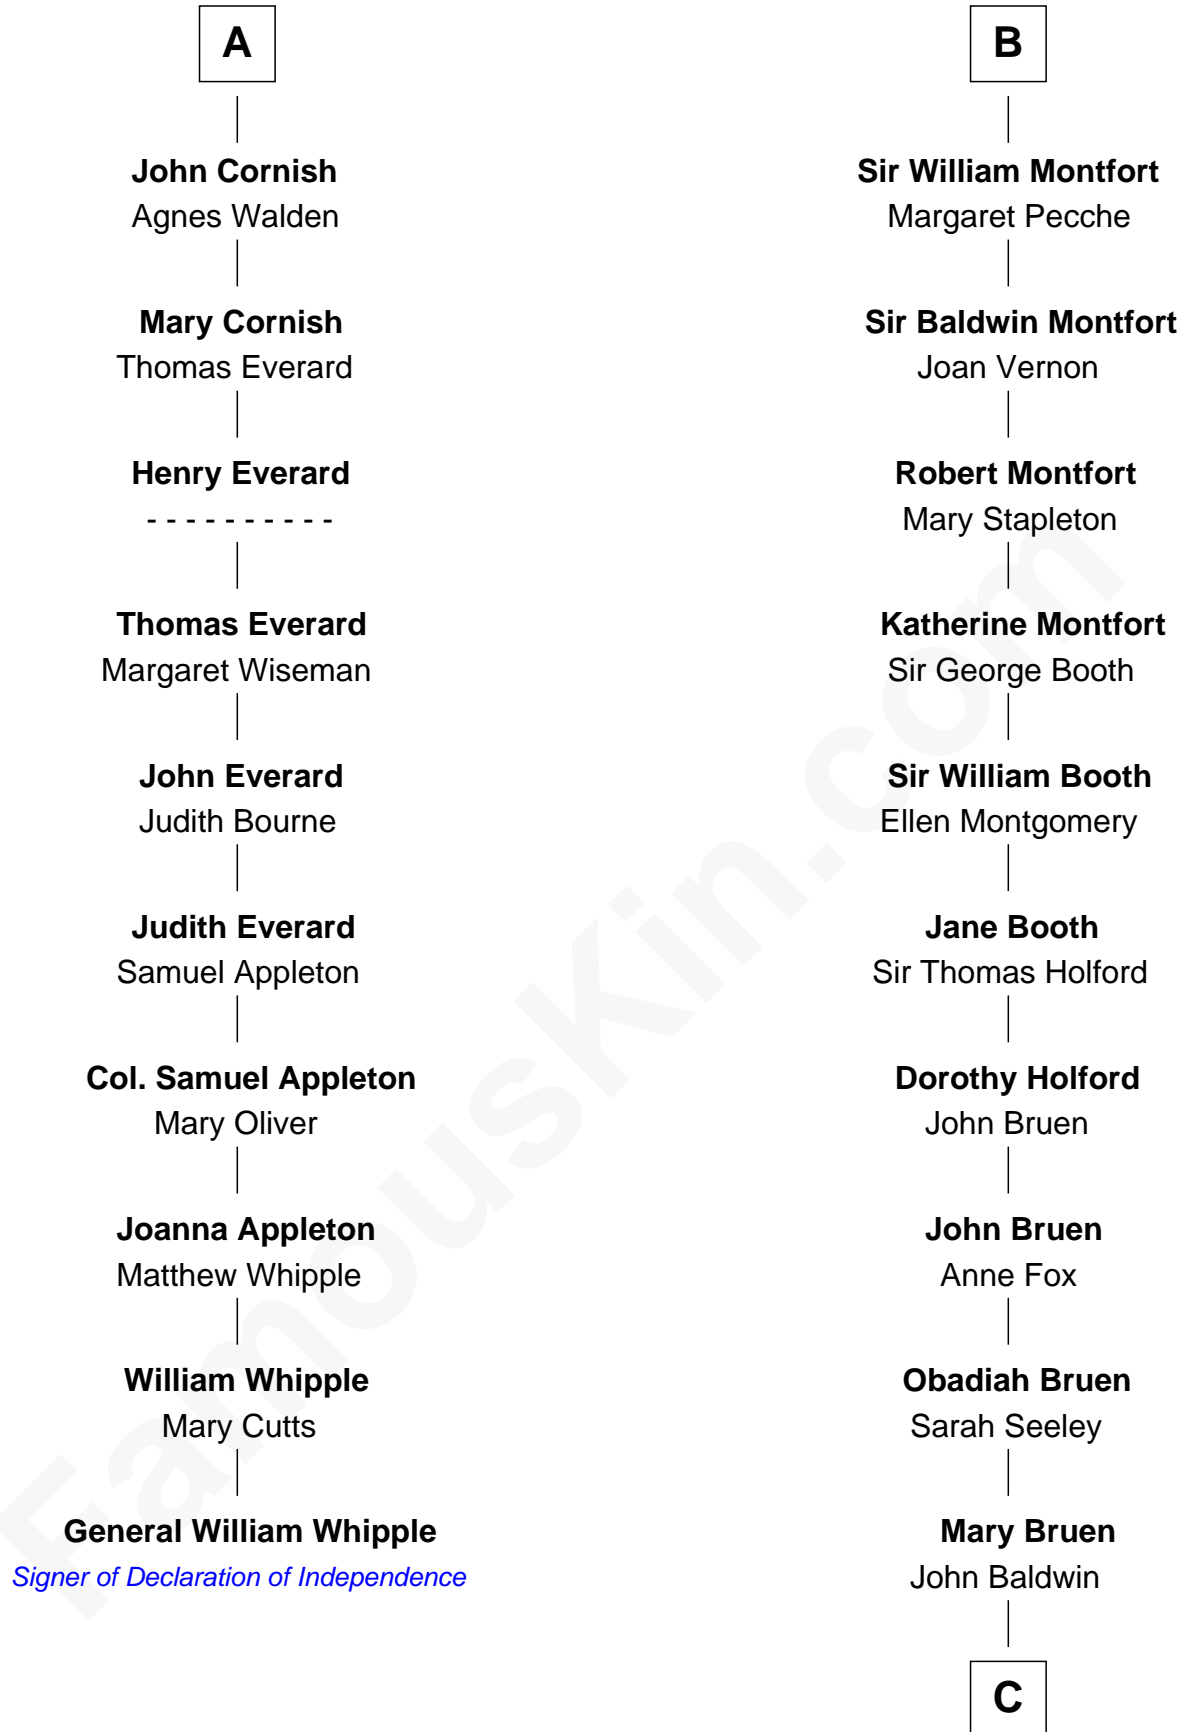 A
John Cornish
Agnes Walden
Mary Cornish
Thomas Everard
Henry Everard
- - - - - - - - - -
Thomas Everard
Margaret Wiseman
John Everard
Judith Bourne
Judith Everard
Samuel Appleton
Col. Samuel Appleton
Mary Oliver
Joanna Appleton
Matthew Whipple
William Whipple
Mary Cutts
General William Whipple
Signer of Declaration of Independence
B
Sir William Montfort
Margaret Pecche
Sir Baldwin Montfort
Joan Vernon
Robert Montfort
Mary Stapleton
Katherine Montfort
Sir George Booth
Sir William Booth
Ellen Montgomery
Jane Booth
Sir Thomas Holford
Dorothy Holford
John Bruen
John Bruen
Anne Fox
Obadiah Bruen
Sarah Seeley
Mary Bruen
John Baldwin
C
FamousKin.com